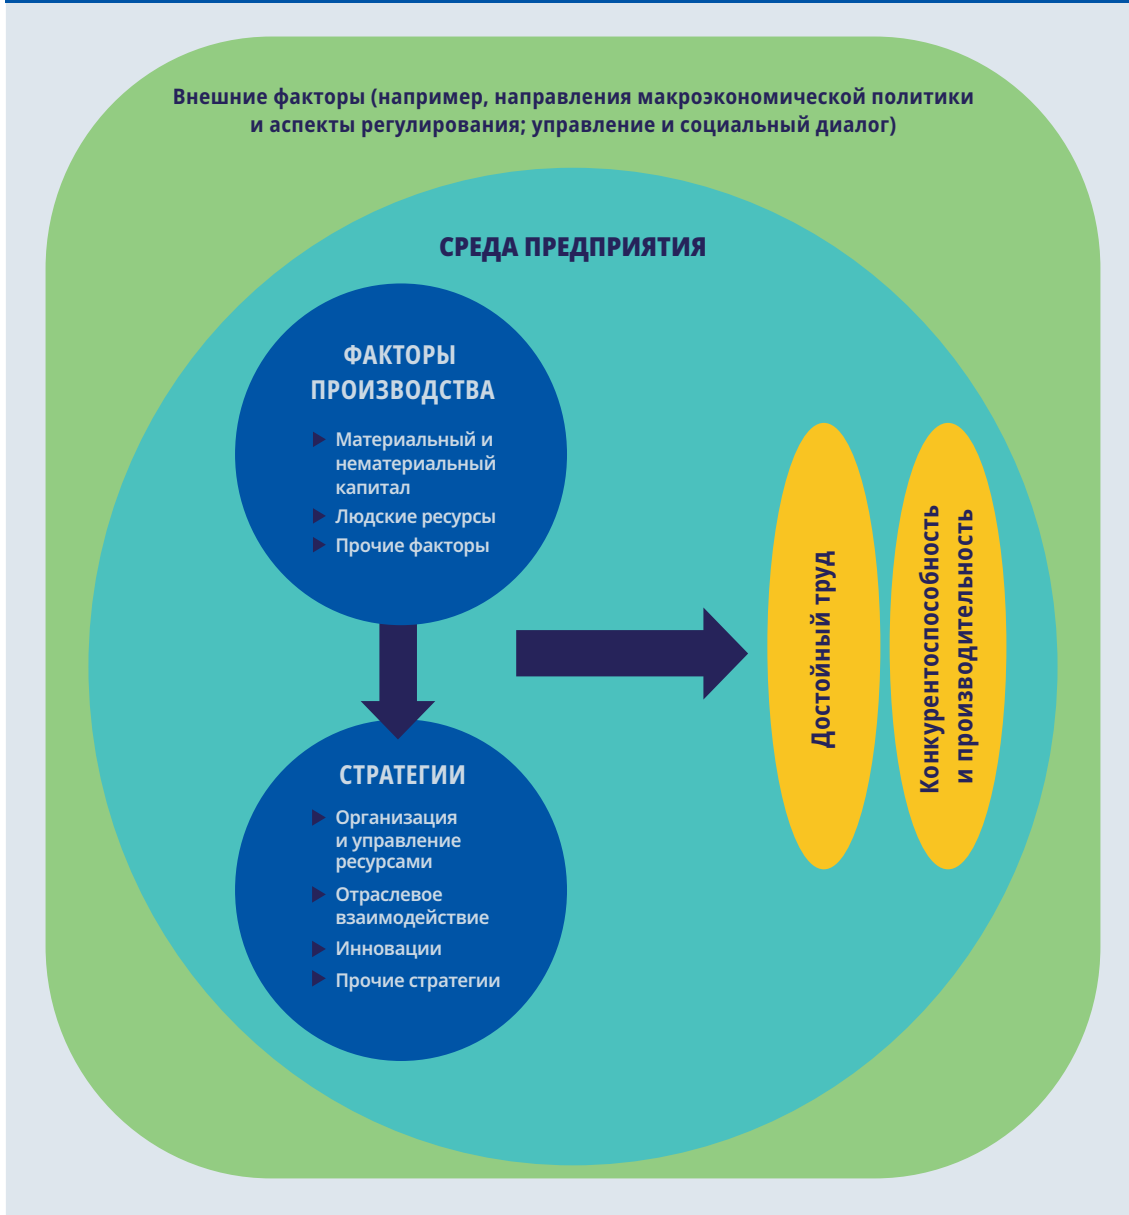 Внешние факторы (например, направления макроэкономической политики
и аспекты регулирования; управление и социальный диалог)
СРЕДА ПРЕДПРИЯТИЯ
ФАКТОРЫ
ПРОИЗВОДСТВА
Материальный и
нематериальный
капитал
Людские ресурсы
Прочие факторы
СТРАТЕГИИ
Организация
и управление
ресурсами
Отраслевое
взаимодействие
Инновации
Прочие стратегии
Достойный труд
Конкурентоспособность
и производительность